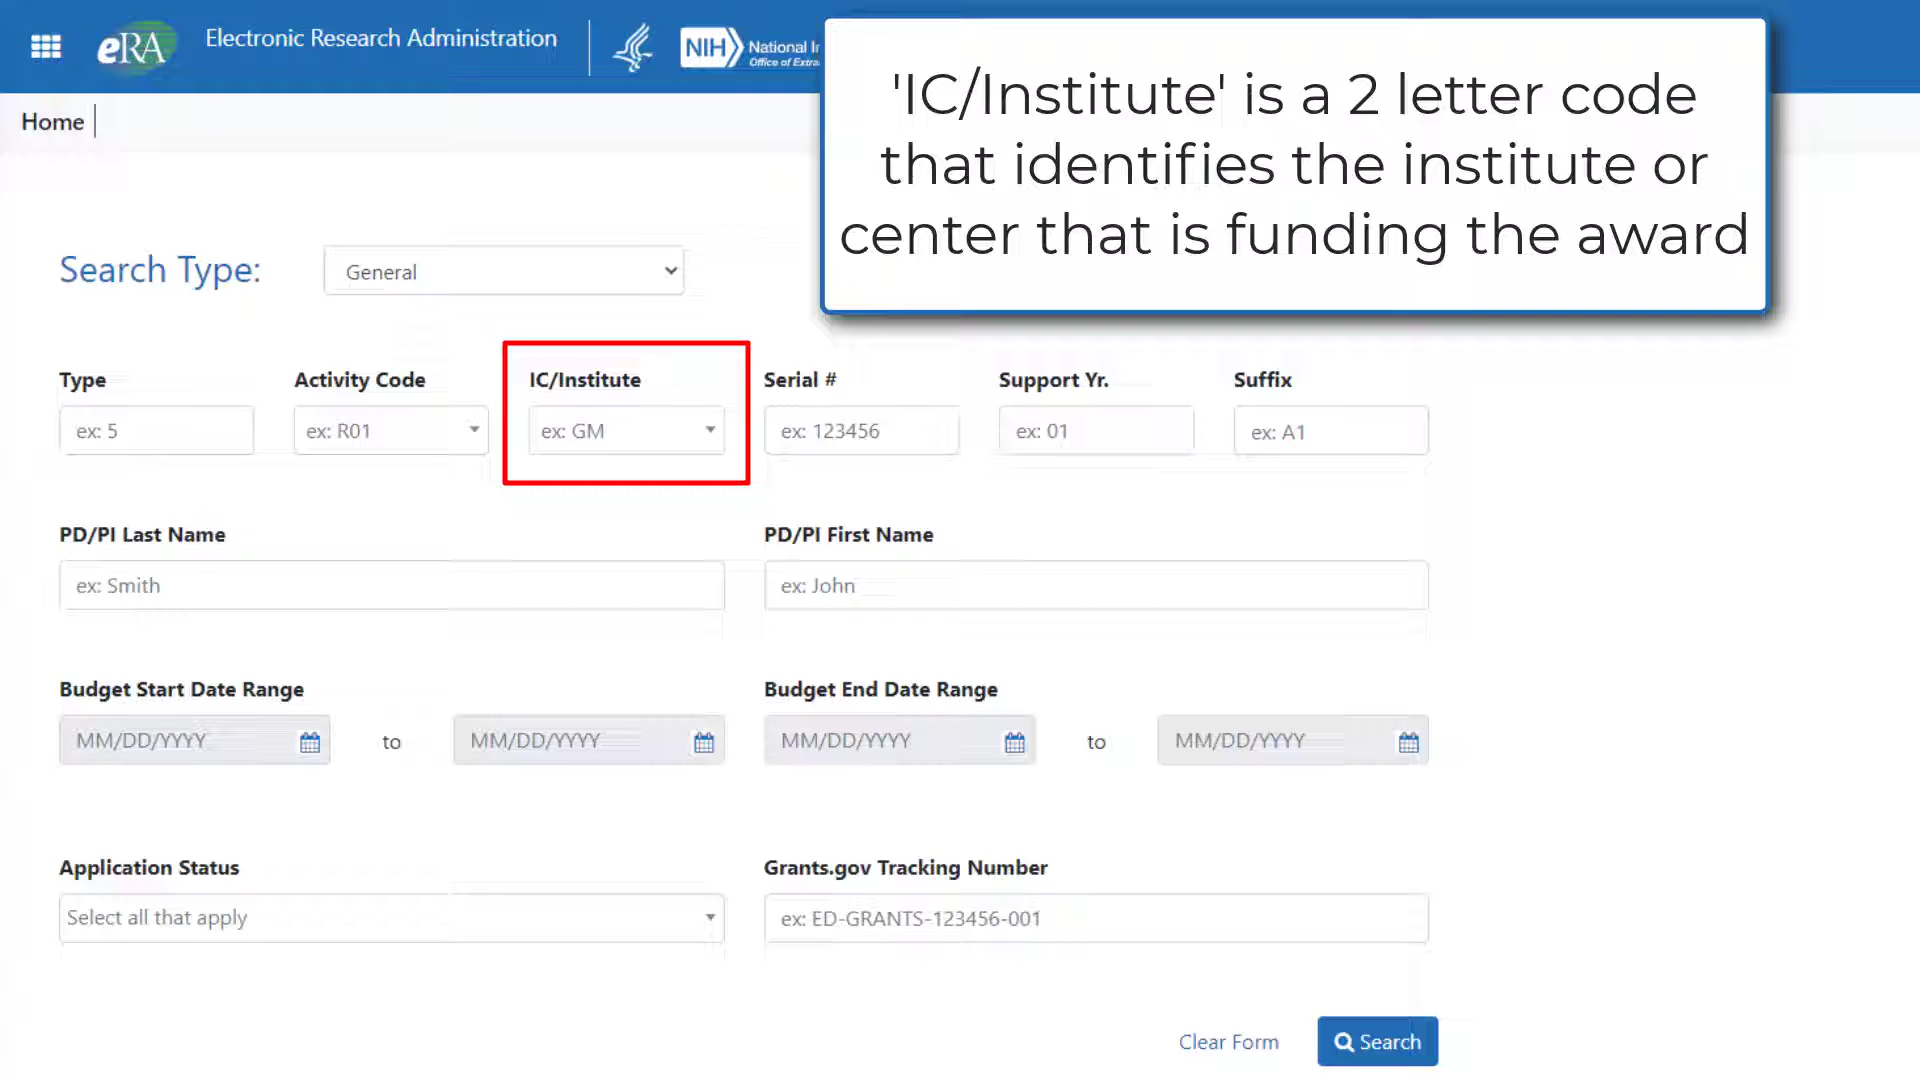 eRA Electronic Research Administration NIH National In
Office of Extra
'IC/Institute' is a 2 letter code
that identifies the institute or
center that is funding the award
Home
Search Type: General
Type Activity Code IC/Institute Serial # Support Yr. Suffix
ex: 5 ex: R01 ex: GM ex: 123456 ex: 01 ex: A1
PD/PI Last Name PD/PI First Name
ex: Smith ex: John
Budget Start Date Range Budget End Date Range
MM/DD/YYYY to MM/DD/YYYY MM/DD/YYYY to MM/DD/YYYY
Application Status Grants.gov Tracking Number
Select all that apply ex: ED-GRANTS-123456-001
Clear Form Search